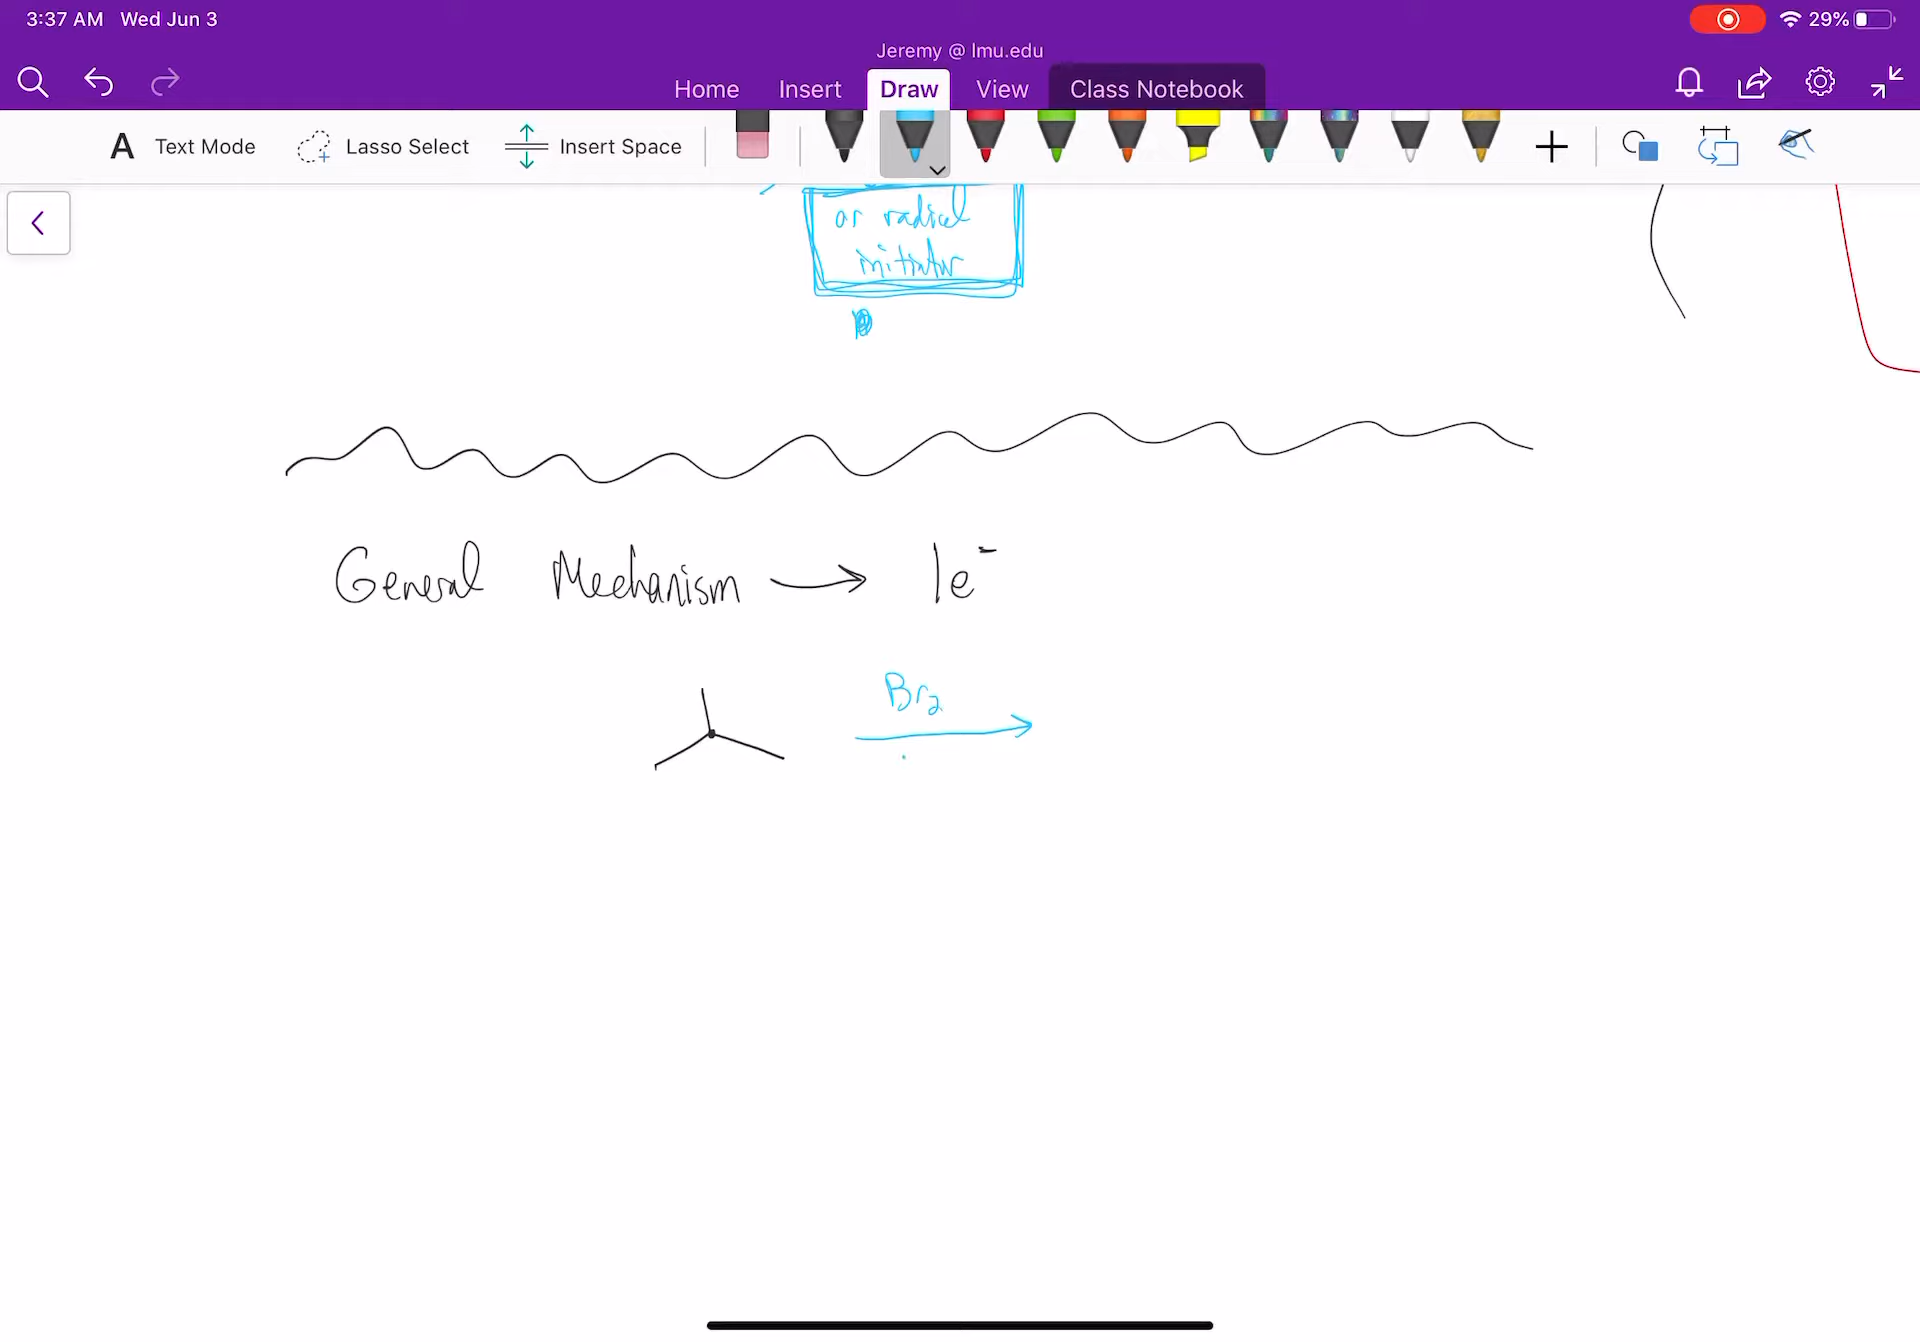 3:37 AM Wed Jun 3
29%
Jeremy @ lmu.edu
Home Insert Draw View Class Notebook
A Text Mode Lasso Select Insert Space
or radical
initiator
General Mechanism → 1e⁻
Br₂